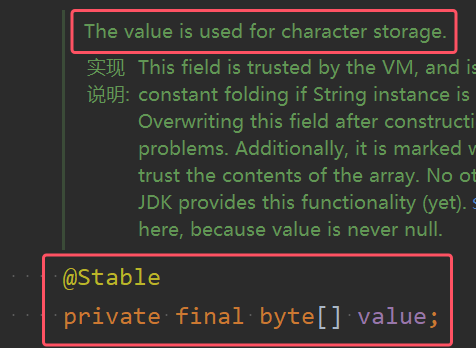 The value is used for character storage.
实现 This field is trusted by the VM, and is
说明: constant folding if String instance is
Overwriting this field after constructi
problems. Additionally, it is marked w
trust the contents of the array. No ot
JDK provides this functionality (yet).
here, because value is never null.
@Stable
private final byte[] value;